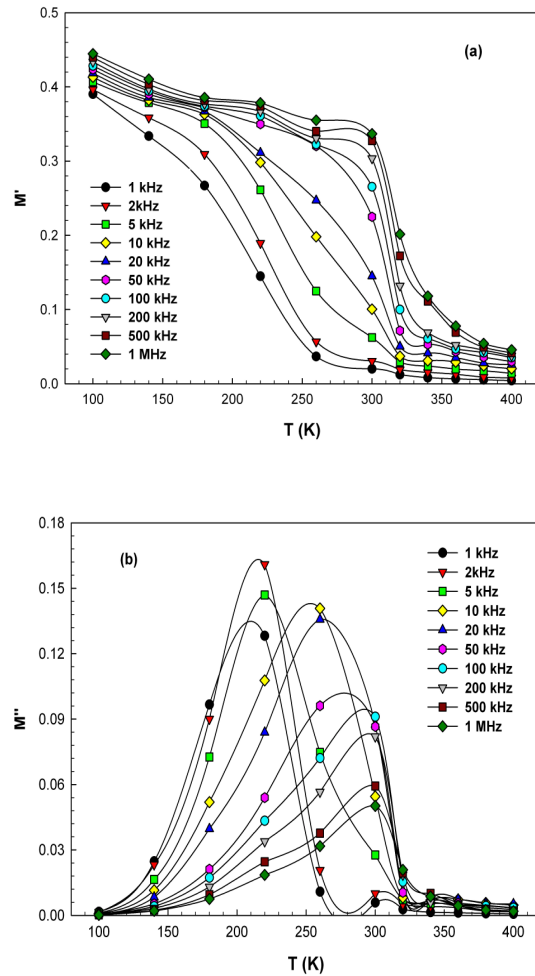 0.5
(a)
0.4
0.3
M'
0.2
0.1
0.0
1 kHz
2kHz
5 kHz
10 kHz
20 kHz
50 kHz
100 kHz
200 kHz
500 kHz
1 MHz
100 150 200 250 300 350 400
T (K)
0.18
(b)
0.15
0.12
M"
0.09
0.06
0.03
0.00
1 kHz
2kHz
5 kHz
10 kHz
20 kHz
50 kHz
100 kHz
200 kHz
500 kHz
1 MHz
100 150 200 250 300 350 400
T (K)